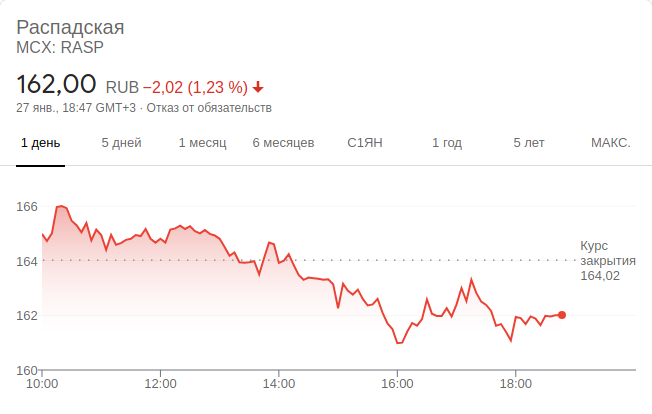 Распадская
MCX: RASP
162,00 RUB −2,02 (1,23 %)
27 янв., 18:47 GMT+3 · Отказ от обязательств
1 день 5 дней 1 месяц 6 месяцев С1ЯН 1 год 5 лет МАКС.
166
Курс
164 закрытия
164,02
162
160
10:00 12:00 14:00 16:00 18:00